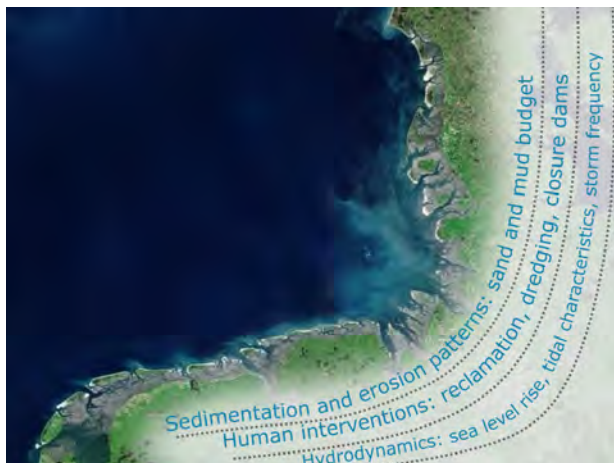 Sedimentation and erosion patterns: sand and mud budget
Human interventions: reclamation, dredging, closure dams
Hydrodynamics: sea level rise, tidal characteristics, storm frequency